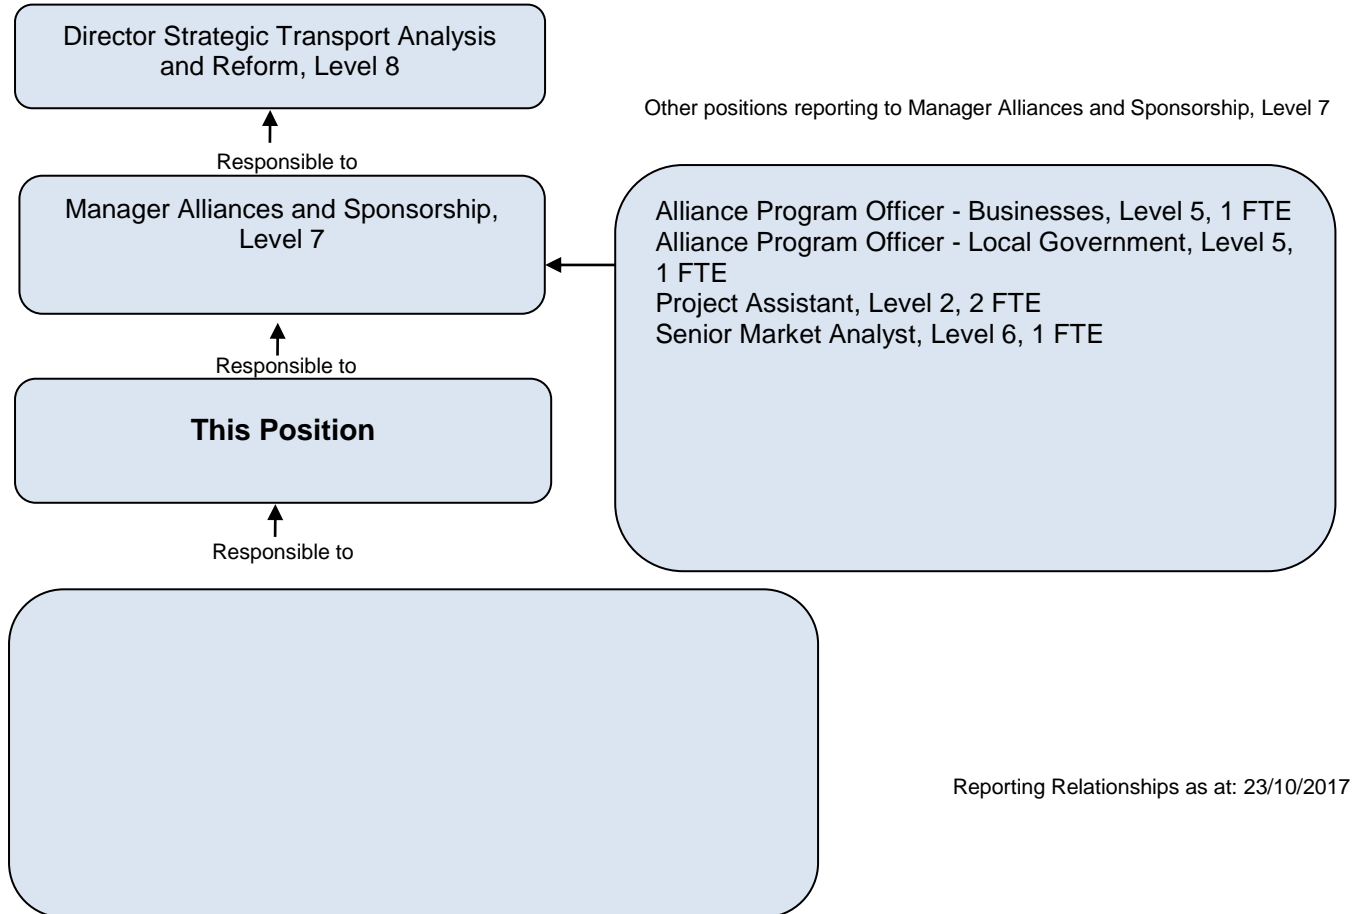 Director Strategic Transport Analysis
and Reform, Level 8
Other positions reporting to Manager Alliances and Sponsorship, Level 7
Responsible to
Manager Alliances and Sponsorship,
Level 7
Alliance Program Officer - Businesses, Level 5, 1 FTE
Alliance Program Officer - Local Government, Level 5,
1 FTE
Project Assistant, Level 2, 2 FTE
Senior Market Analyst, Level 6, 1 FTE
Responsible to
This Position
Responsible to
Reporting Relationships as at: 23/10/2017